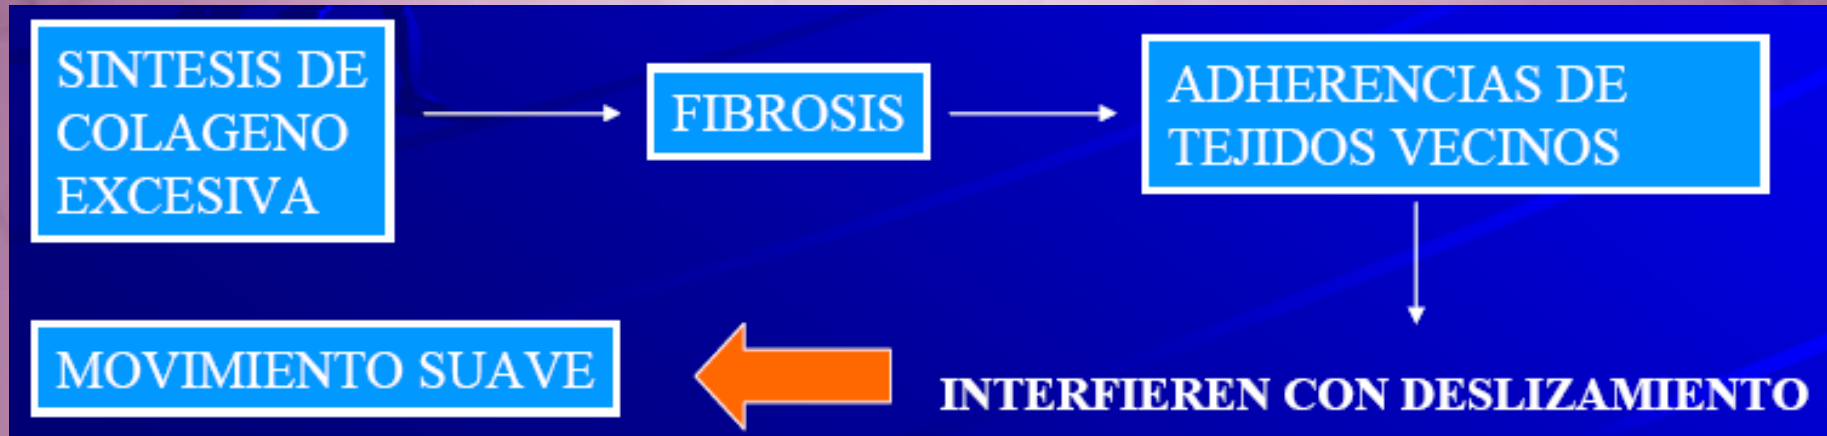 SINTESIS DE
COLAGENO
EXCESIVA
FIBROSIS
ADHERENCIAS DE
TEJIDOS VECINOS
INTERFIEREN CON DESLIZAMIENTO
MOVIMIENTO SUAVE